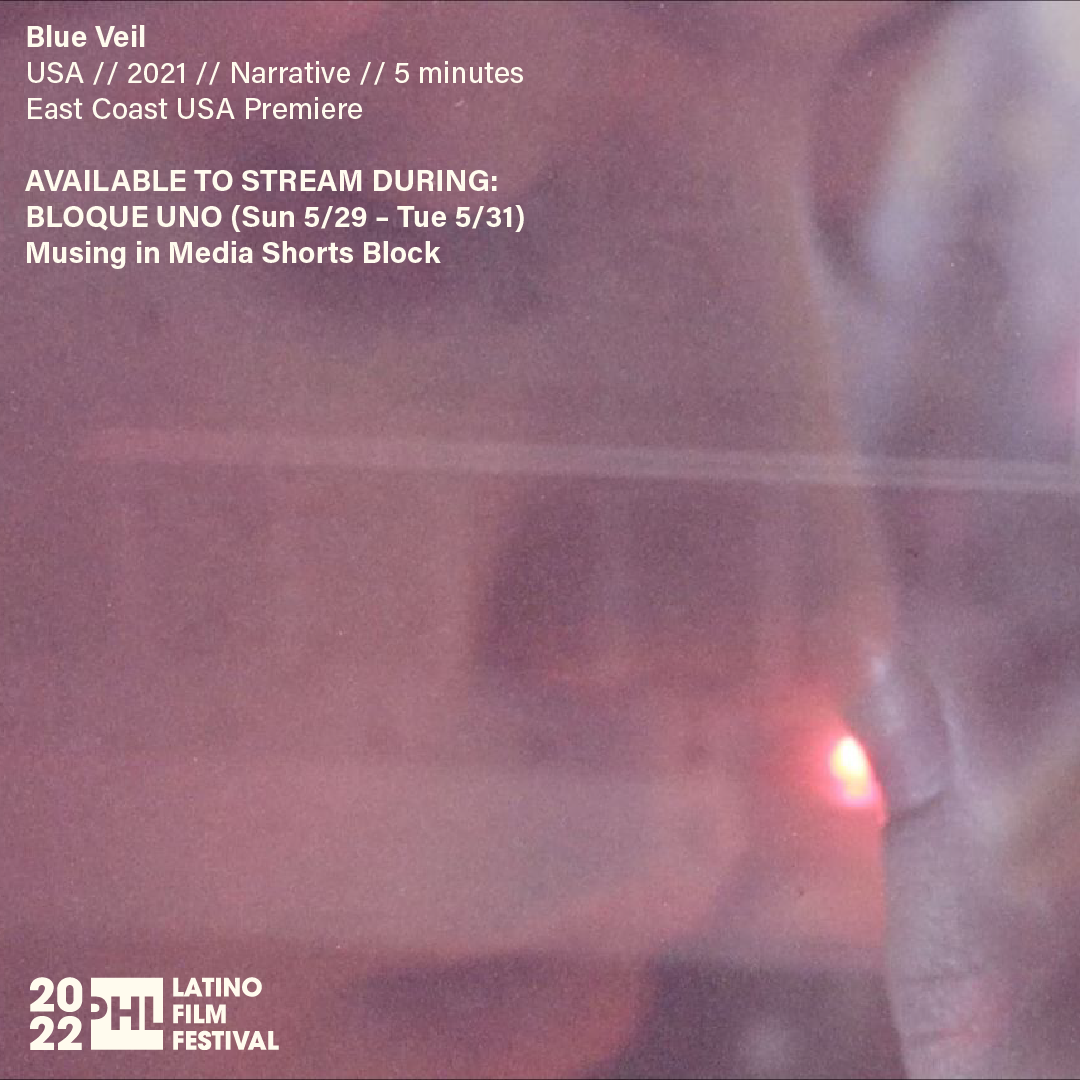 Blue Veil
USA // 2021 // Narrative // 5 minutes
East Coast USA Premiere
AVAILABLE TO STREAM DURING:
BLOQUE UNO (Sun 5/29 – Tue 5/31)
Musing in Media Shorts Block
20
22
PHL
LATINO
FILM
FESTIVAL